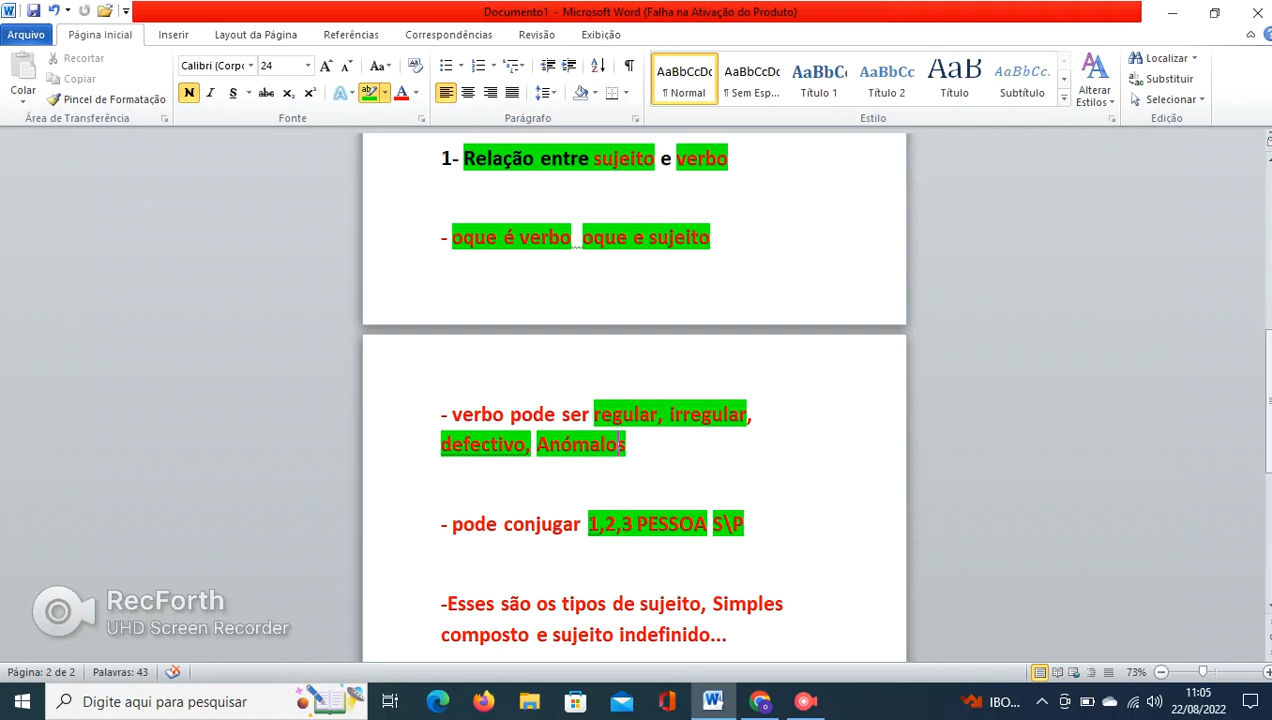 Documento1 - Microsoft Word (Falha na Ativação do Produto)
Arquivo Página Inicial Inserir Layout da Página Referências Correspondências Revisão Exibição
Colar
Recortar
Copiar
Pincel de Formatação
Área de Transferência
Calibri (Corpo 24
Fonte
Parágrafo
AaBbCcDc AaBbCcDc AaBbCc AaBbCc AaB AaBbCc.
¶ Normal ¶ Sem Esp... Título 1 Título 2 Título Subtítulo
Estilo
Alterar
Estilos
Localizar
Substituir
Selecionar
Edição
1- Relação entre sujeito e verbo
- oque é verbo oque e sujeito
- verbo pode ser regular, irregular,
defectivo, Anómalos
- pode conjugar 1,2,3 PESSOA S\P
-Esses são os tipos de sujeito, Simples
composto e sujeito indefinido...
RecForth
UHD Screen Recorder
Página: 2 de 2 Palavras: 43 73%
Digite aqui para pesquisar IBO... 11:05
22/08/2022